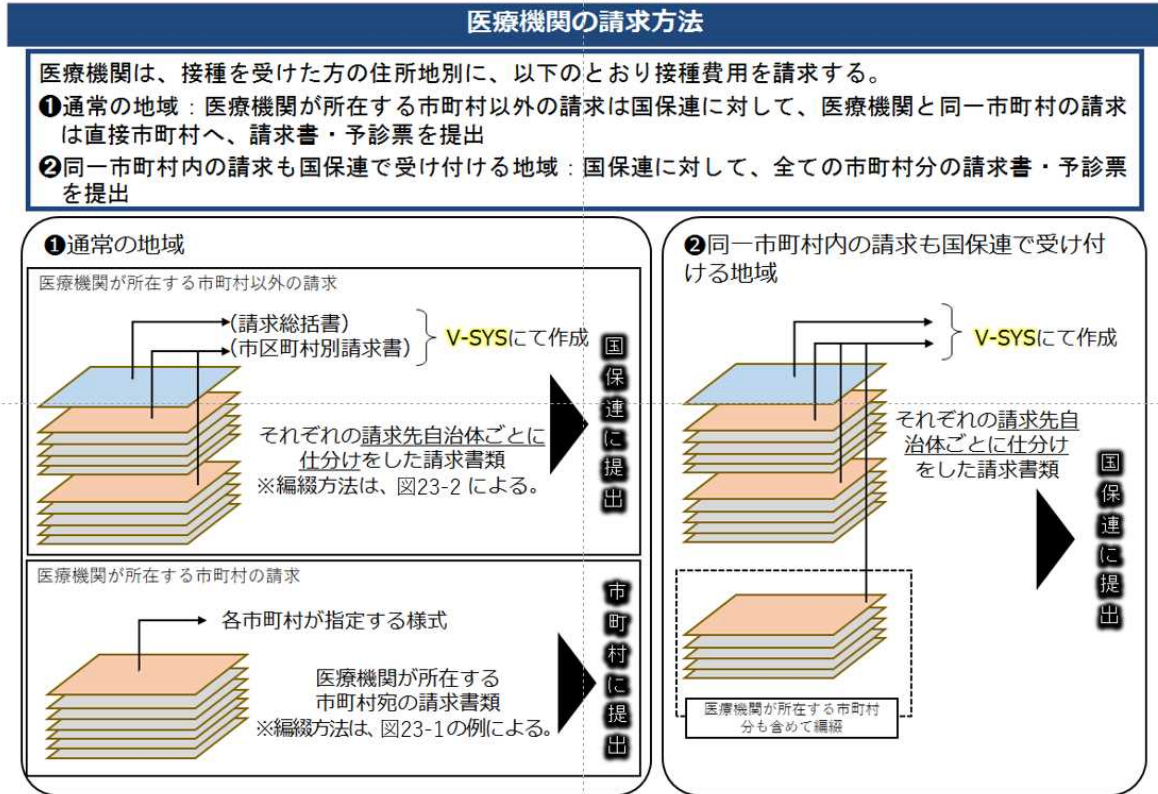 医療機関の請求方法
医療機関は、接種を受けた方の住所地別に、以下のとおり接種費用を請求する。
❶通常の地域：医療機関が所在する市町村以外の請求は国保連に対して、医療機関と同一市町村の請求
は直接市町村へ、請求書・予診票を提出
❷同一市町村内の請求も国保連で受け付ける地域：国保連に対して、全ての市町村分の請求書・予診票
を提出
❶通常の地域
医療機関が所在する市町村以外の請求
(請求総括書)
(市区町村別請求書)
V-SYSにて作成
それぞれの請求先自治体ごとに
仕分けをした請求書類
※編綴方法は、図23-2 による。
国保連に提出
医療機関が所在する市町村の請求
各市町村が指定する様式
医療機関が所在する
市町村宛の請求書類
※編綴方法は、図23-1の例による。
市町村に提出
❷同一市町村内の請求も国保連で受け付
ける地域
V-SYSにて作成
それぞれの請求先自
治体ごとに仕分け
をした請求書類
国保連に提出
医療機関が所在する市町村
分も含めて編綴